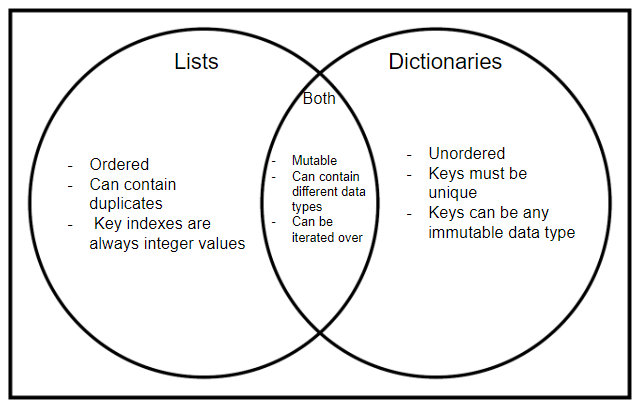 Lists
Dictionaries
Both
- Ordered
- Can contain
duplicates
- Key indexes are
always integer values
- Mutable
- Can contain
different data
types
- Can be
iterated over
- Unordered
- Keys must be
unique
- Keys can be any
immutable data type